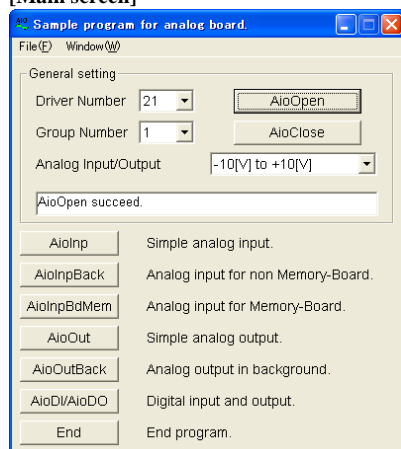 [Main screen]
AIO Sample program for analog board.
File(F) Window(W)
General setting
Driver Number 21 AioOpen
Group Number 1 AioClose
Analog Input/Output -10[V] to +10[V]
AioOpen succeed.
AioInp Simple analog input.
AioInpBack Analog input for non Memory-Board.
AioInpBdMem Analog input for Memory-Board.
AioOut Simple analog output.
AioOutBack Analog output in background.
AioDI/AioDO Digital input and output.
End End program.